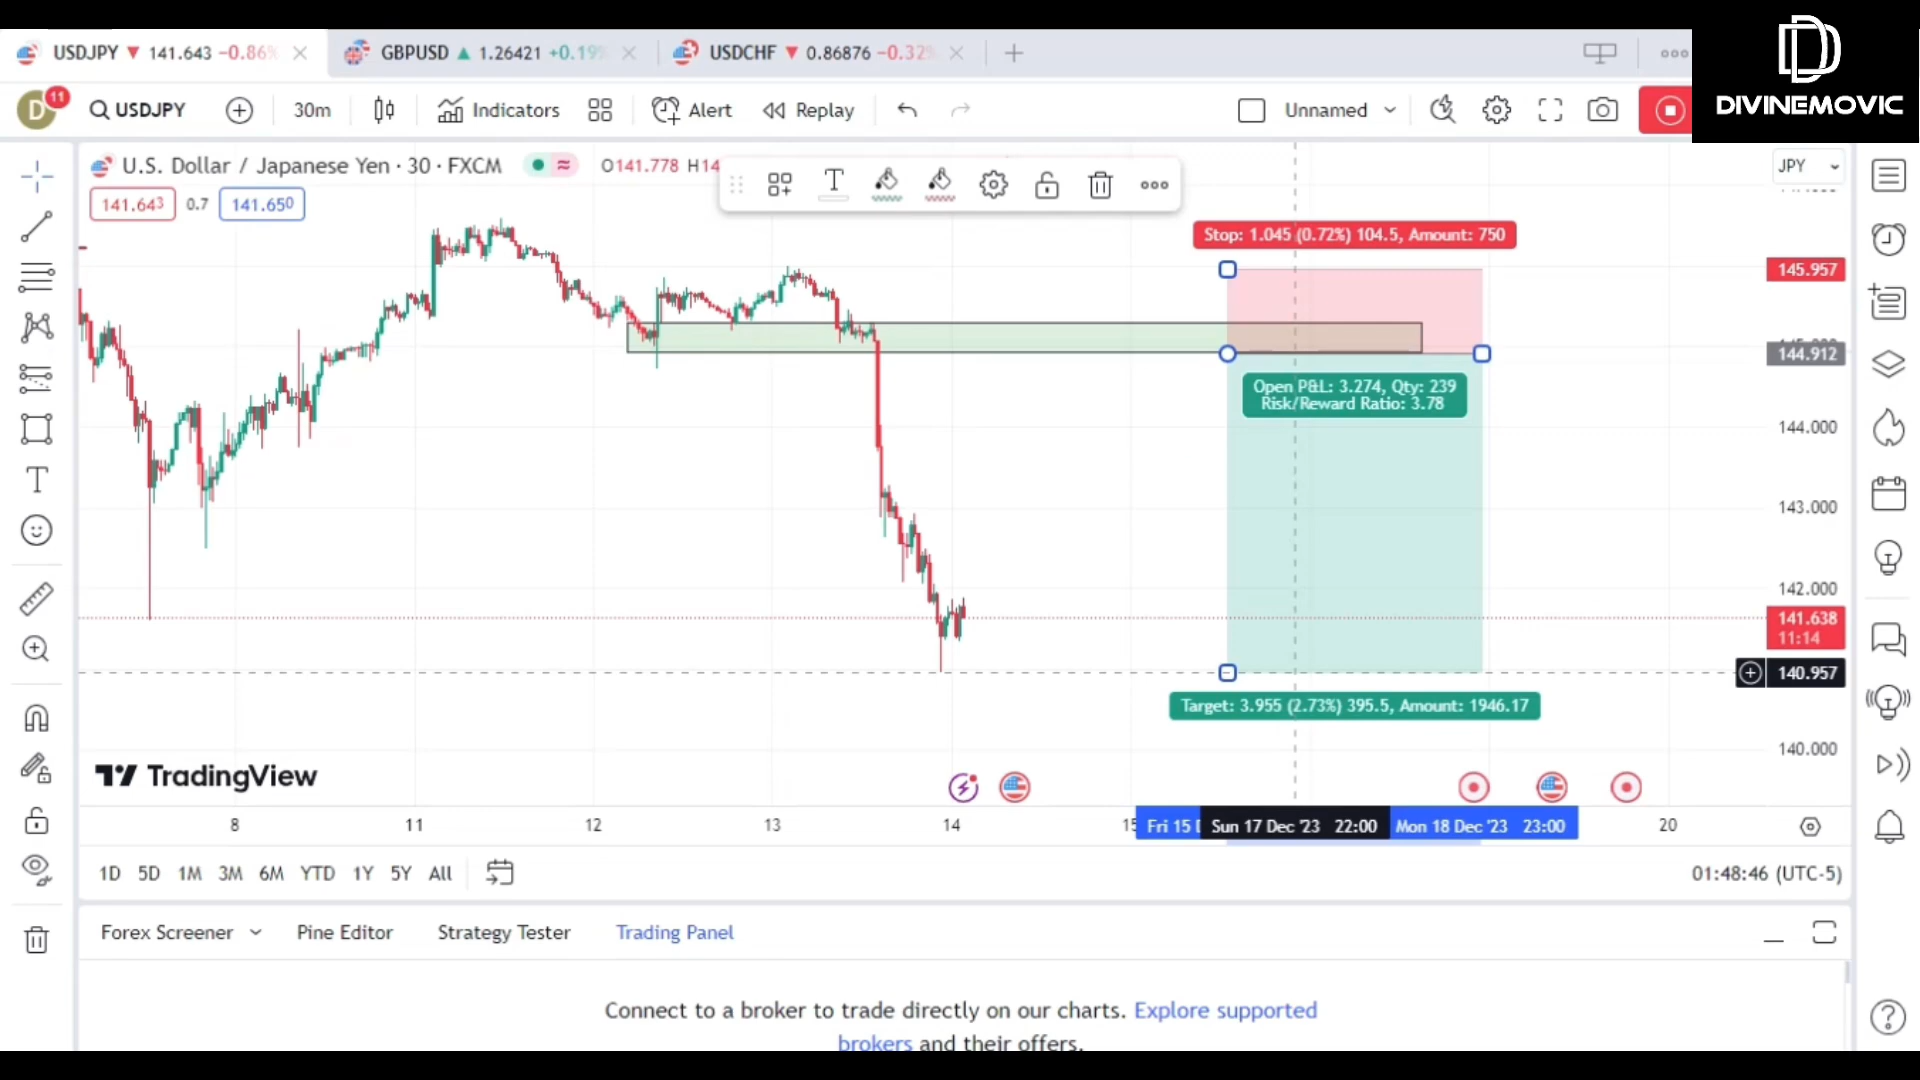 DIVINEMOVIC
USDJPY 141.643 −0.86%
GBPUSD 1.26421 +0.19%
USDCHF 0.86876 −0.32%
D 11 USDJPY 30m Indicators Alert Replay Unnamed
U.S. Dollar / Japanese Yen · 30 · FXCM O141.778 H14
JPY
141.643 0.7 141.650
Stop: 1.045 (0.72%) 104.5, Amount: 750
145.957
144.912
Open P&L: 3.274, Qty: 239
Risk/Reward Ratio: 3.78
144.000
143.000
142.000
141.638
11:14
140.957
Target: 3.955 (2.73%) 395.5, Amount: 1946.17
140.000
TradingView
8 11 12 13 14 15 Fri 15 Sun 17 Dec '23 22:00 Mon 18 Dec '23 23:00 20
1D 5D 1M 3M 6M YTD 1Y 5Y All 01:48:46 (UTC-5)
Forex Screener Pine Editor Strategy Tester Trading Panel
Connect to a broker to trade directly on our charts. Explore supported
brokers and their offers.